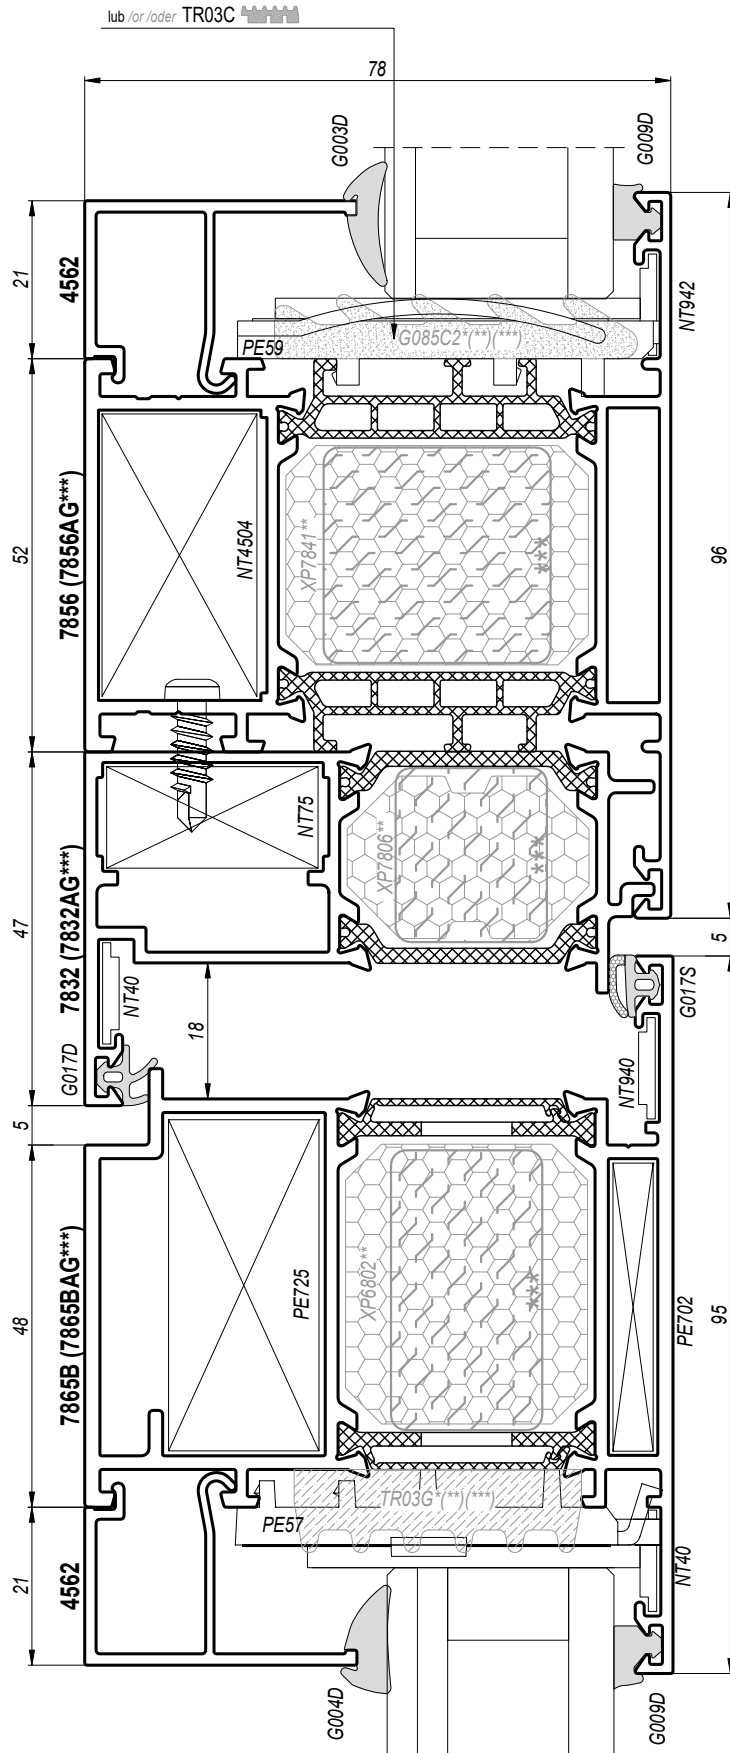 lub /or /oder TR03C
78
G003D
G009D
21
4562
NT942
PE59
G085C2*(**)(***)
52
7856 (7856AG***)
NT4504
XP7841**
***
96
47
7832 (7832AG***)
NT75
XP7806**
***
5
NT40
18
G017D
G017S
NT940
5
48
7865B (7865BAG***)
PE725
XP6802**
***
PE702
95
TR03G*(**)(***)
PE57
21
4562
NT40
G004D
G009D